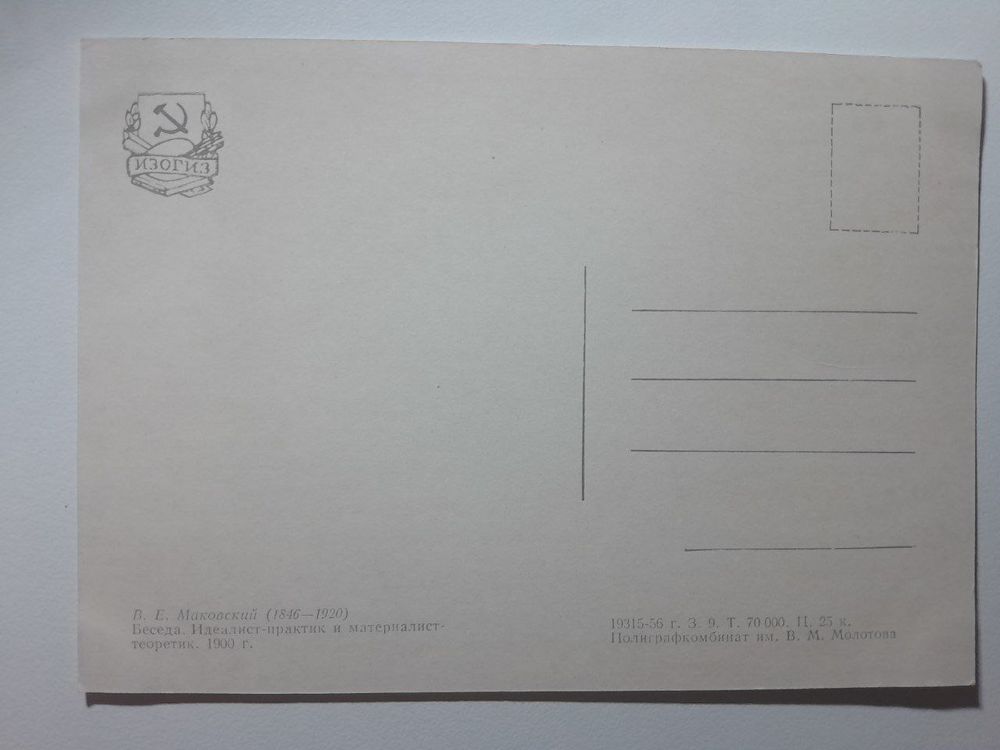 ИЗОГИЗ
В. Е. Маковский (1846—1920)
Беседа. Идеалист-практик и материалист-
теоретик. 1900 г.
19315-56 г. З. 9. Т. 70 000. Ц. 25 к.
Полиграфкомбинат им. В. М. Молотова